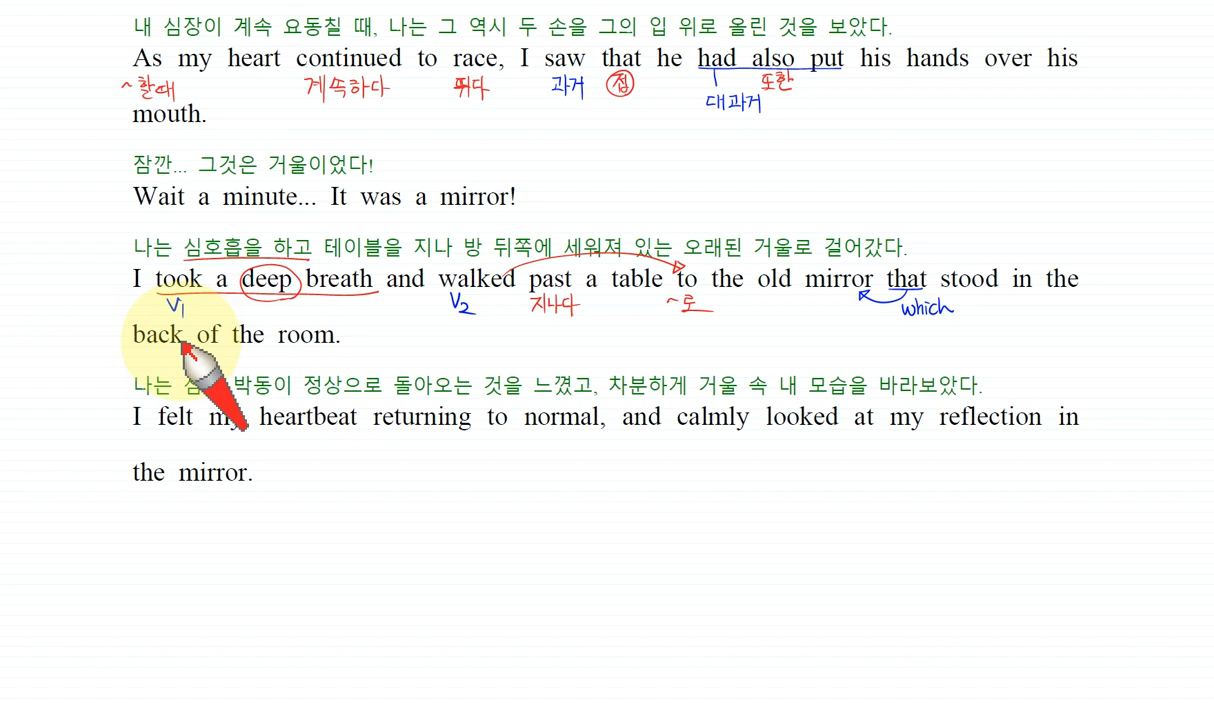 내 심장이 계속 요동칠 때, 나는 그 역시 두 손을 그의 입 위로 올린 것을 보았다.
As my heart continued to race, I saw that he had also put his hands over his
~할때 계속하다 뛰다 과거 접 또한
대과거
mouth.
잠깐... 그것은 거울이었다!
Wait a minute... It was a mirror!
나는 심호흡을 하고 테이블을 지나 방 뒤쪽에 세워져 있는 오래된 거울로 걸어갔다.
I took a deep breath and walked past a table to the old mirror that stood in the
V1 V2 지나다 ~로 which
back of the room.
나는 박동이 정상으로 돌아오는 것을 느꼈고, 차분하게 거울 속 내 모습을 바라보았다.
I felt my heartbeat returning to normal, and calmly looked at my reflection in
the mirror.